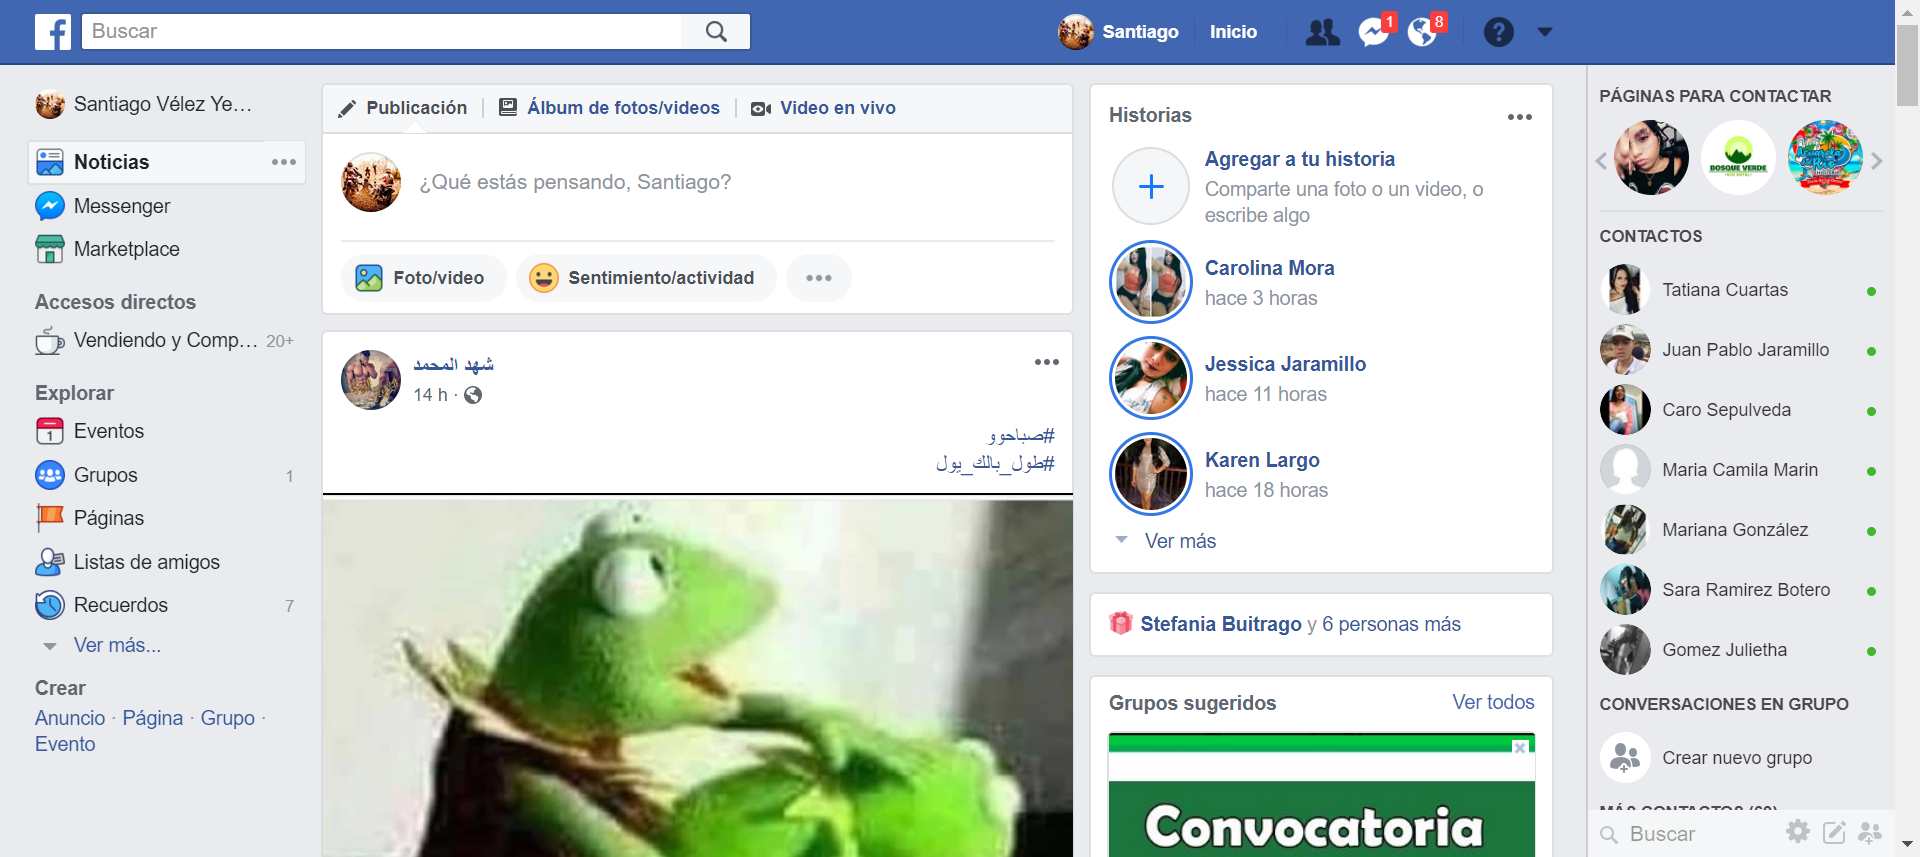 Buscar
Santiago
Inicio
1
8
Santiago Vélez Ye...
Noticias
Messenger
Marketplace
Accesos directos
Vendiendo y Comp... 20+
Explorar
Eventos
Grupos 1
Páginas
Listas de amigos
Recuerdos 7
Ver más...
Crear
Anuncio · Página · Grupo ·
Evento
Publicación
Álbum de fotos/videos
Video en vivo
¿Qué estás pensando, Santiago?
Foto/video
Sentimiento/actividad
شهد المحمد
14 h ·
#صباحوو
#طول_بالك_يول
Historias
Agregar a tu historia
Comparte una foto o un video, o
escribe algo
Carolina Mora
hace 3 horas
Jessica Jaramillo
hace 11 horas
Karen Largo
hace 18 horas
Ver más
Stefania Buitrago y 6 personas más
Grupos sugeridos
Ver todos
Convocatoria
PÁGINAS PARA CONTACTAR
BOSQUE VERDE
CONTACTOS
Tatiana Cuartas
Juan Pablo Jaramillo
Caro Sepulveda
Maria Camila Marin
Mariana González
Sara Ramirez Botero
Gomez Julietha
CONVERSACIONES EN GRUPO
Crear nuevo grupo
MÁS CONTACTOS (60)
Buscar